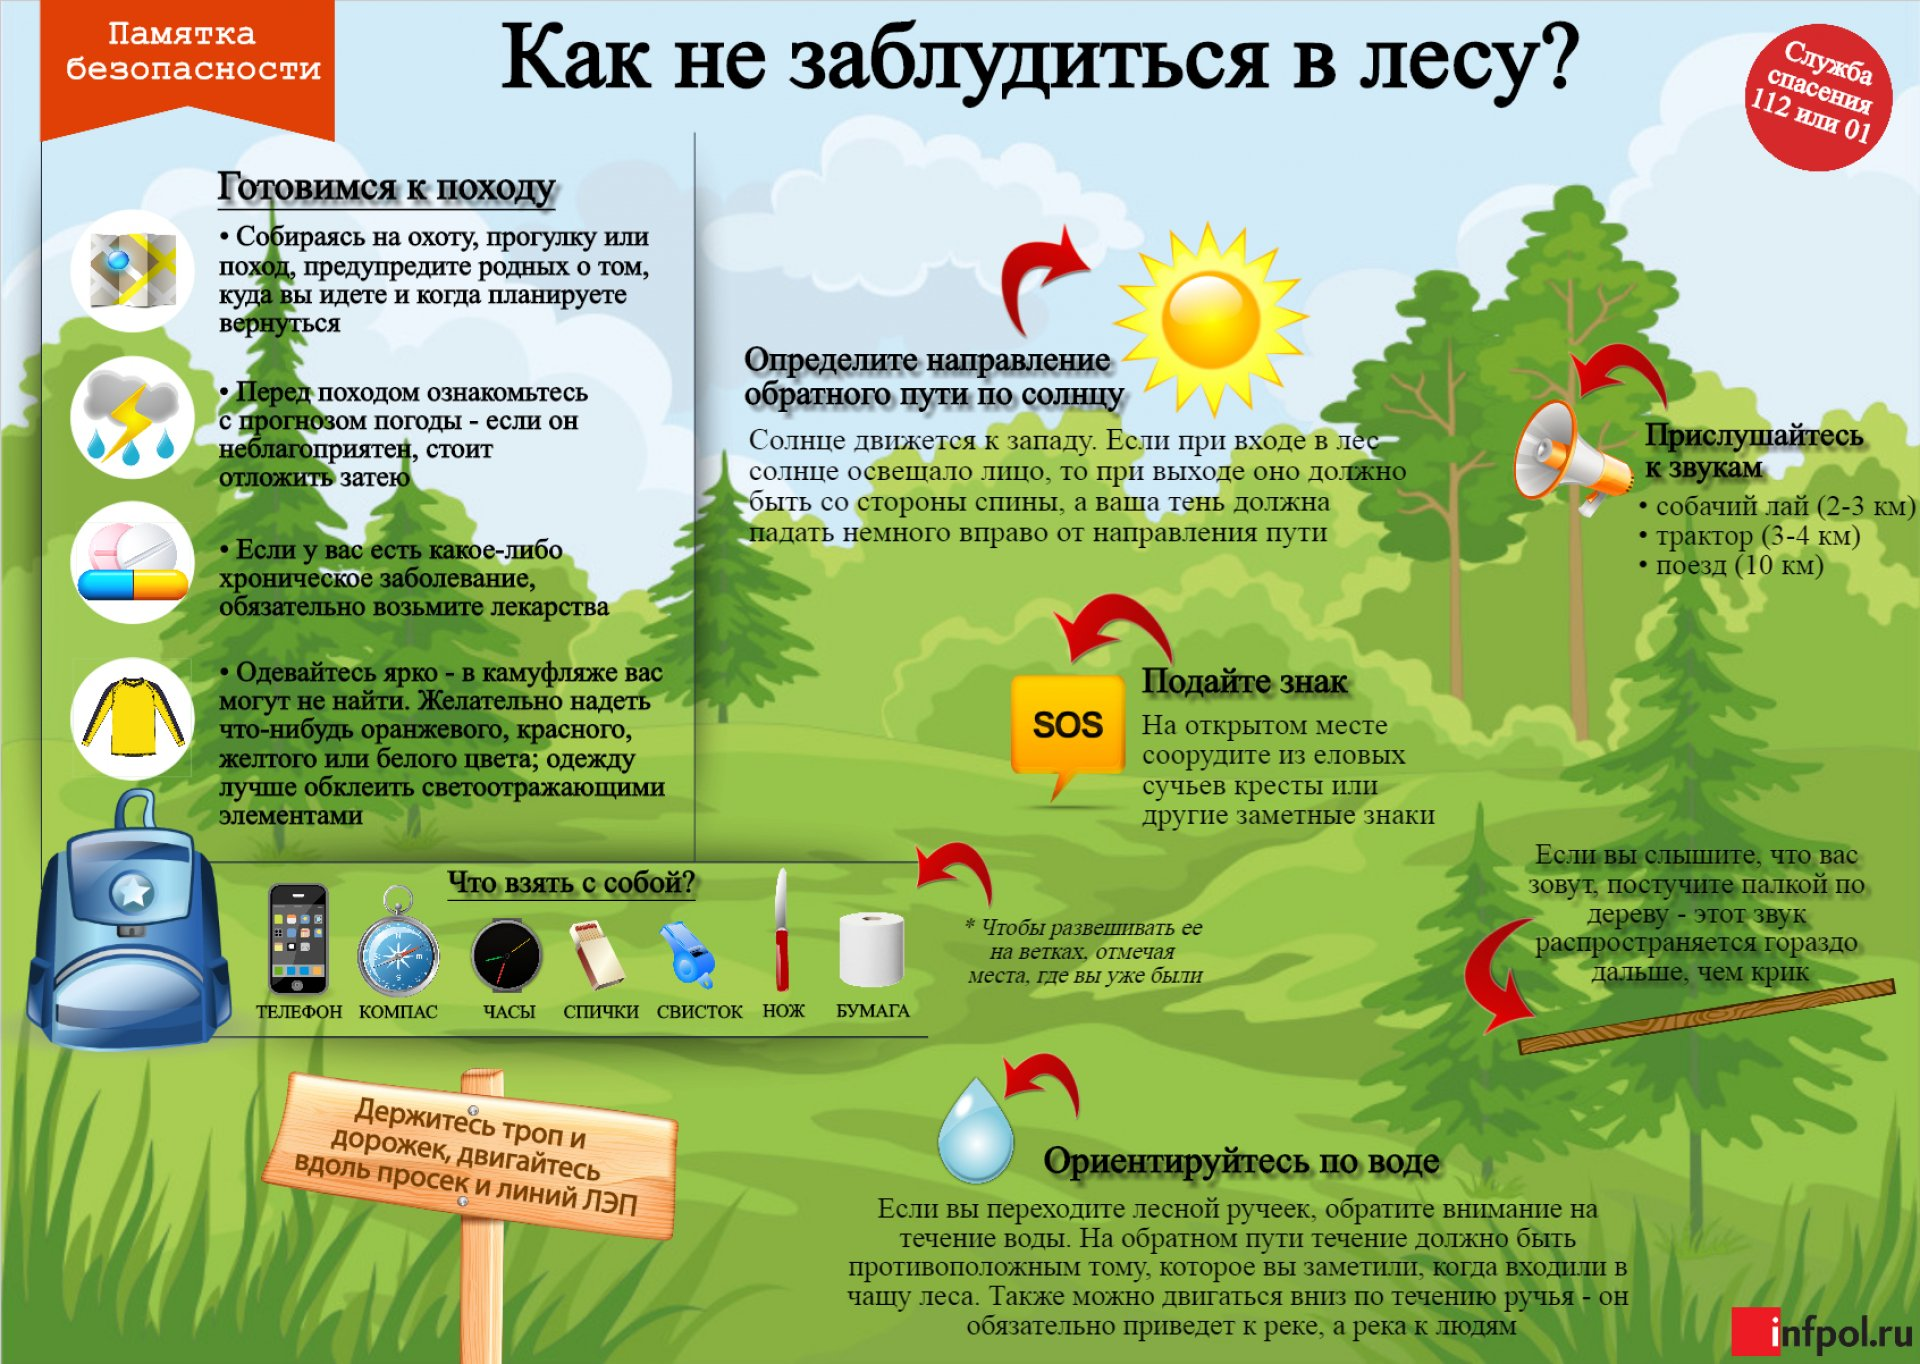 Памятка
безопасности
Как не заблудиться в лесу?
Служба
спасения
112 или 01
Готовимся к походу
• Собираясь на охоту, прогулку или
поход, предупредите родных о том,
куда вы идете и когда планируете
вернуться
• Перед походом ознакомьтесь
с прогнозом погоды - если он
неблагоприятен, стоит
отложить затею
• Если у вас есть какое-либо
хроническое заболевание,
обязательно возьмите лекарства
• Одевайтесь ярко - в камуфляже вас
могут не найти. Желательно надеть
что-нибудь оранжевого, красного,
желтого или белого цвета; одежду
лучше обклеить светоотражающими
элементами
Что взять с собой?
ТЕЛЕФОН
КОМПАС
ЧАСЫ
СПИЧКИ
СВИСТОК
НОЖ
БУМАГА
* Чтобы развешивать ее
на ветках, отмечая
места, где вы уже были
Держитесь троп и
дорожек, двигайтесь
вдоль просек и линий ЛЭП
Определите направление
обратного пути по солнцу
Солнце движется к западу. Если при входе в лес
солнце освещало лицо, то при выходе оно должно
быть со стороны спины, а ваша тень должна
падать немного вправо от направления пути
Прислушайтесь
к звукам
• собачий лай (2-3 км)
• трактор (3-4 км)
• поезд (10 км)
SOS
Подайте знак
На открытом месте
соорудите из еловых
сучьев кресты или
другие заметные знаки
Если вы слышите, что вас
зовут, постучите палкой по
дереву - этот звук
распространяется гораздо
дальше, чем крик
Ориентируйтесь по воде
Если вы переходите лесной ручеек, обратите внимание на
течение воды. На обратном пути течение должно быть
противоположным тому, которое вы заметили, когда входили в
чащу леса. Также можно двигаться вниз по течению ручья - он
обязательно приведет к реке, а река к людям
infpol.ru